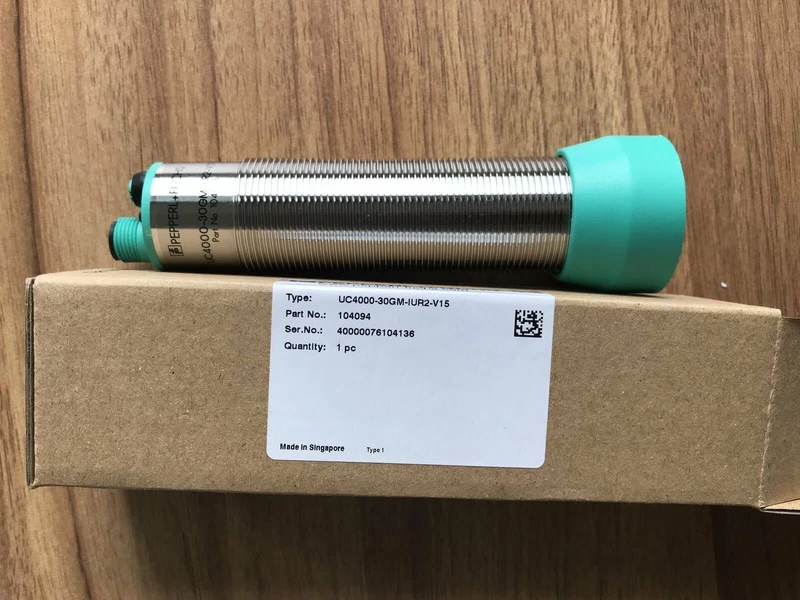 PEPPERL+F
UC4000-30GM
Part No. 104
Type: UC4000-30GM-IUR2-V15
Part No.: 104094
Ser.No.: 40000076104136
Quantity: 1 pc
Made in Singapore Type 1